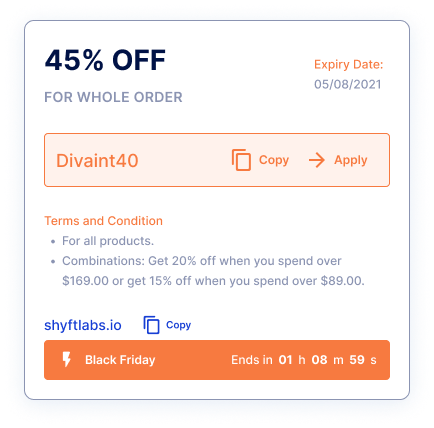 45% OFF
Expiry Date:
05/08/2021
FOR WHOLE ORDER
Divaint40 Copy Apply
Terms and Condition
• For all products.
• Combinations: Get 20% off when you spend over
$169.00 or get 15% off when you spend over $89.00.
shyftlabs.io Copy
Black Friday Ends in 01 h 08 m 59 s